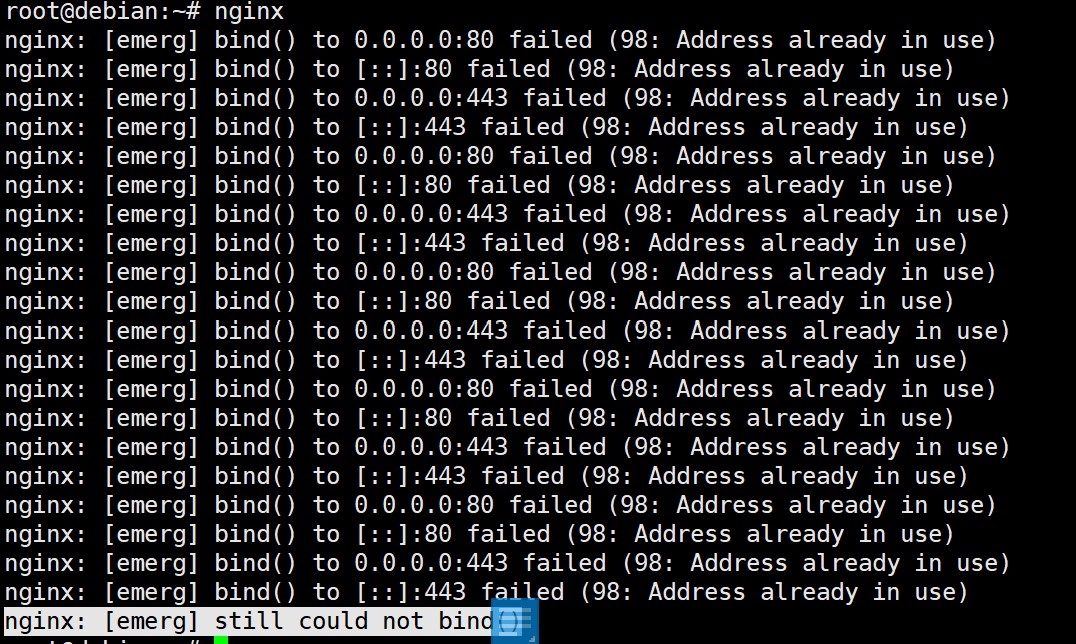 root@debian:~# nginx
nginx: [emerg] bind() to 0.0.0.0:80 failed (98: Address already in use)
nginx: [emerg] bind() to [::]:80 failed (98: Address already in use)
nginx: [emerg] bind() to 0.0.0.0:443 failed (98: Address already in use)
nginx: [emerg] bind() to [::]:443 failed (98: Address already in use)
nginx: [emerg] bind() to 0.0.0.0:80 failed (98: Address already in use)
nginx: [emerg] bind() to [::]:80 failed (98: Address already in use)
nginx: [emerg] bind() to 0.0.0.0:443 failed (98: Address already in use)
nginx: [emerg] bind() to [::]:443 failed (98: Address already in use)
nginx: [emerg] bind() to 0.0.0.0:80 failed (98: Address already in use)
nginx: [emerg] bind() to [::]:80 failed (98: Address already in use)
nginx: [emerg] bind() to 0.0.0.0:443 failed (98: Address already in use)
nginx: [emerg] bind() to [::]:443 failed (98: Address already in use)
nginx: [emerg] bind() to 0.0.0.0:80 failed (98: Address already in use)
nginx: [emerg] bind() to [::]:80 failed (98: Address already in use)
nginx: [emerg] bind() to 0.0.0.0:443 failed (98: Address already in use)
nginx: [emerg] bind() to [::]:443 failed (98: Address already in use)
nginx: [emerg] bind() to 0.0.0.0:80 failed (98: Address already in use)
nginx: [emerg] bind() to [::]:80 failed (98: Address already in use)
nginx: [emerg] bind() to 0.0.0.0:443 failed (98: Address already in use)
nginx: [emerg] bind() to [::]:443 failed (98: Address already in use)
nginx: [emerg] still could not bind()